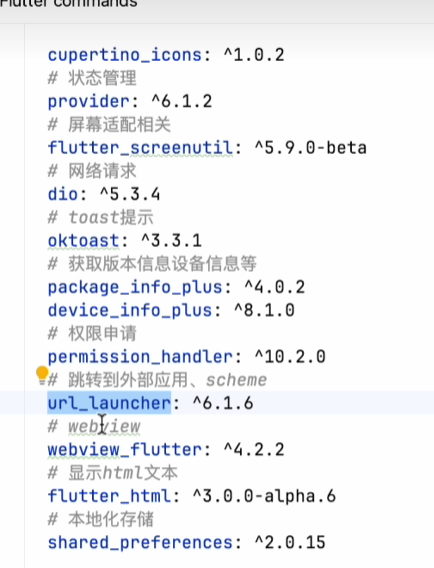 Flutter commands
cupertino_icons: ^1.0.2
# 状态管理
provider: ^6.1.2
# 屏幕适配相关
flutter_screenutil: ^5.9.0-beta
# 网络请求
dio: ^5.3.4
# toast提示
oktoast: ^3.3.1
# 获取版本信息设备信息等
package_info_plus: ^4.0.2
device_info_plus: ^8.1.0
# 权限申请
permission_handler: ^10.2.0
# 跳转到外部应用、scheme
url_launcher: ^6.1.6
# webview
webview_flutter: ^4.2.2
# 显示html文本
flutter_html: ^3.0.0-alpha.6
# 本地化存储
shared_preferences: ^2.0.15